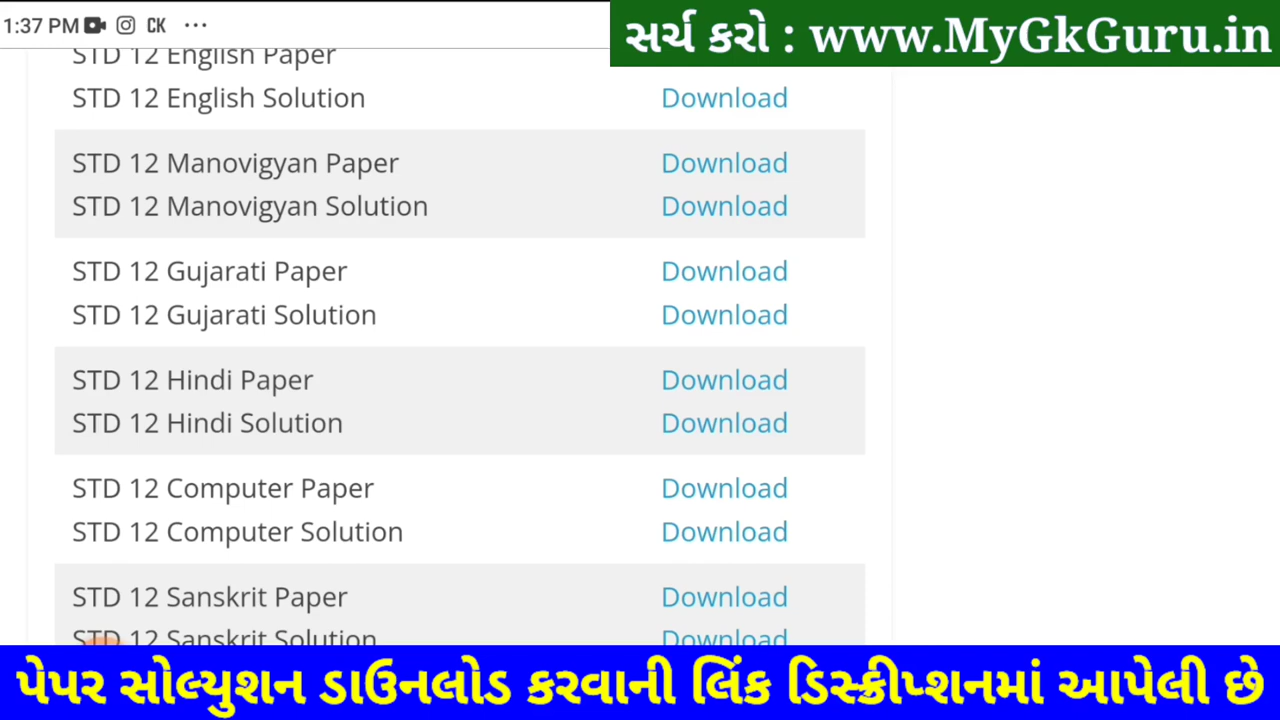 1:37 PM CK ...
સર્ચ કરો : www.MyGkGuru.in
STD 12 English Paper
STD 12 English Solution Download
STD 12 Manovigyan Paper Download
STD 12 Manovigyan Solution Download
STD 12 Gujarati Paper Download
STD 12 Gujarati Solution Download
STD 12 Hindi Paper Download
STD 12 Hindi Solution Download
STD 12 Computer Paper Download
STD 12 Computer Solution Download
STD 12 Sanskrit Paper Download
STD 12 Sanskrit Solution Download
પેપર સોલ્યુશન ડાઉનલોડ કરવાની લિંક ડિસ્ક્રીપ્શનમાં આપેલી છે